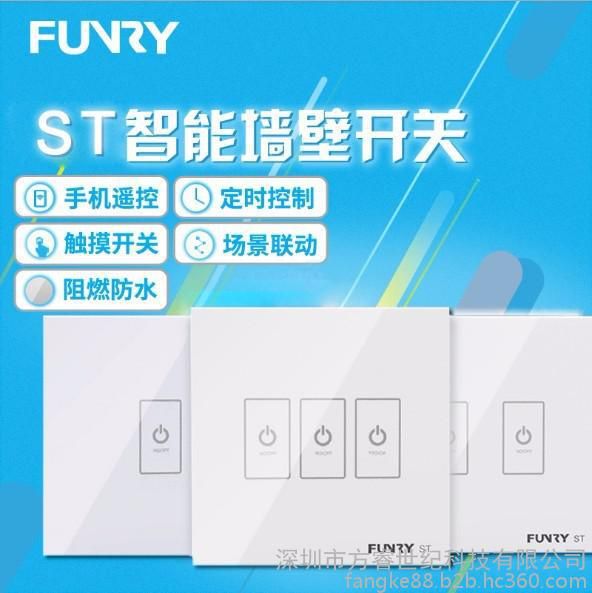 FUNRY
ST智能墙壁开关
手机遥控 定时控制
触摸开关 场景联动
阻燃防水
FUNRY ST
FUNRY ST
深圳市方睿世纪科技有限公司
fangke88.b2b.hc360.com